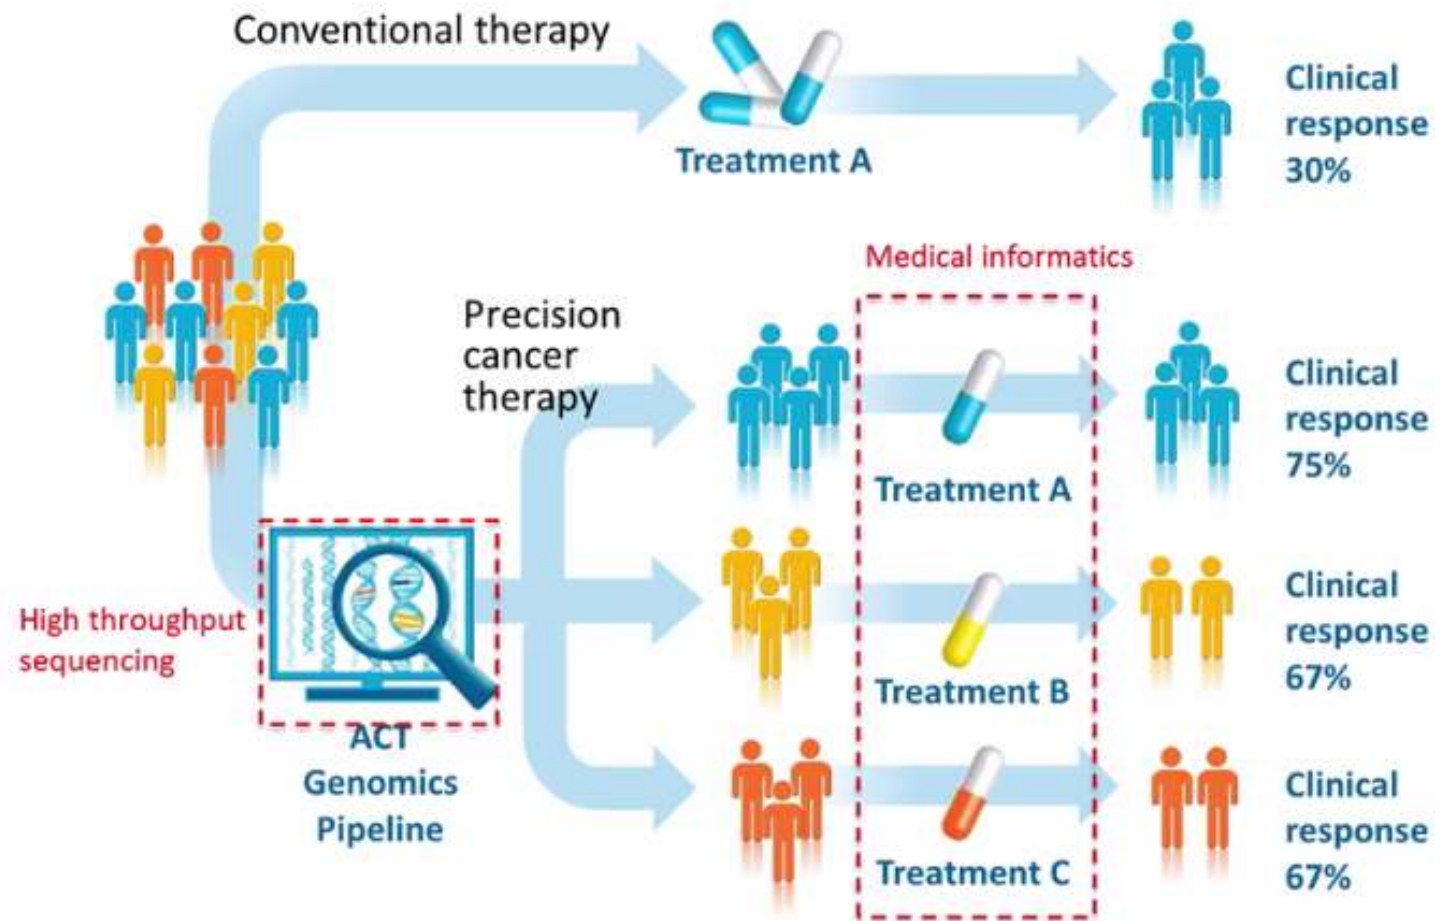 Conventional therapy
Treatment A
Clinical
response
30%
Medical informatics
Precision
cancer
therapy
Treatment A
Clinical
response
75%
High throughput
sequencing
ACT
Genomics
Pipeline
Treatment B
Clinical
response
67%
Treatment C
Clinical
response
67%